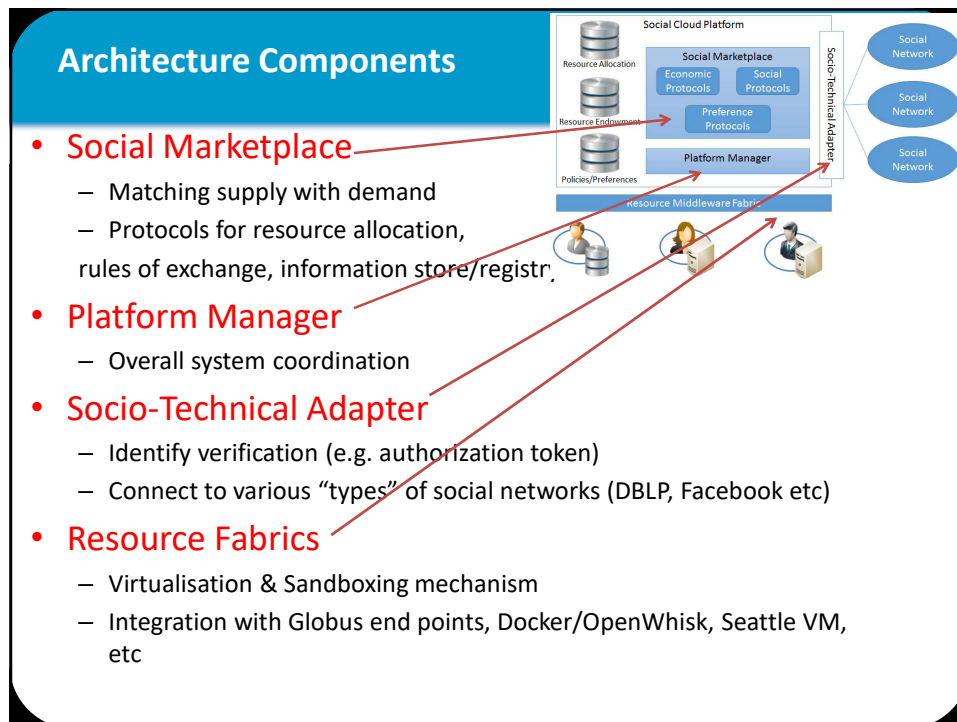 Architecture Components
Social Cloud Platform
Resource Allocation
Resource Endowment
Policies/Preferences
Social Marketplace
Economic
Protocols
Social
Protocols
Preference
Protocols
Platform Manager
Socio-Technical Adapter
Social
Network
Social
Network
Social
Network
Resource Middleware Fabric
• Social Marketplace
– Matching supply with demand
– Protocols for resource allocation,
rules of exchange, information store/registry
• Platform Manager
– Overall system coordination
• Socio-Technical Adapter
– Identify verification (e.g. authorization token)
– Connect to various “types” of social networks (DBLP, Facebook etc)
• Resource Fabrics
– Virtualisation & Sandboxing mechanism
– Integration with Globus end points, Docker/OpenWhisk, Seattle VM,
etc